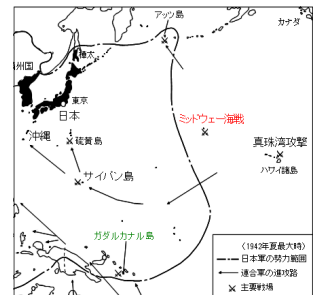 アッツ島
カナダ
州国
樺太
東京
日本
ミッドウェー海戦
沖縄
硫黄島
真珠湾攻撃
ハワイ諸島
サイパン島
ガダルカナル島
〈1942年夏最大時〉
日本軍の勢力範囲
連合軍の進攻路
主要戦場